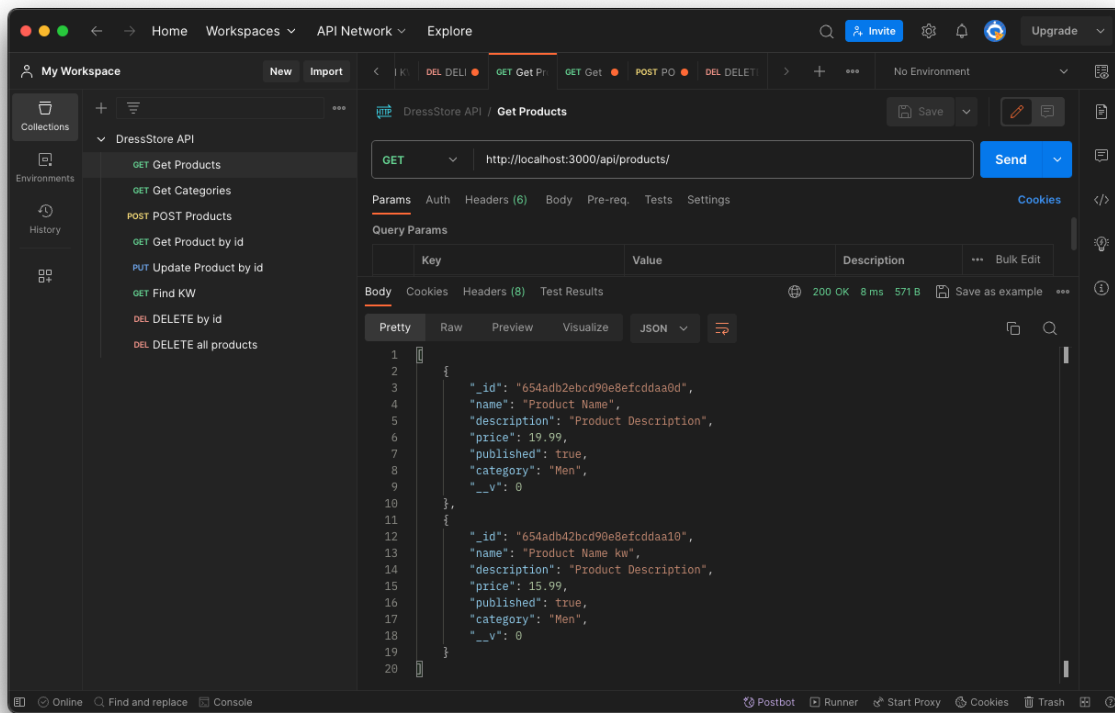 Home Workspaces API Network Explore Invite Upgrade
My Workspace New Import
DEL DELI GET Get Pr GET Get POST PO DEL DELET No Environment
Collections
Environments
History
DressStore API
GET Get Products
GET Get Categories
POST POST Products
GET Get Product by id
PUT Update Product by id
GET Find KW
DEL DELETE by id
DEL DELETE all products
HTTP DressStore API / Get Products Save
GET http://localhost:3000/api/products/ Send
Params Auth Headers (6) Body Pre-req. Tests Settings Cookies
Query Params
Key Value Description Bulk Edit
Body Cookies Headers (8) Test Results 200 OK 8 ms 571 B Save as example
Pretty Raw Preview Visualize JSON
1 [
2 {
3 "_id": "654adb2ebcd90e8efcddaa0d",
4 "name": "Product Name",
5 "description": "Product Description",
6 "price": 19.99,
7 "published": true,
8 "category": "Men",
9 "__v": 0
10 },
11 {
12 "_id": "654adb42bcd90e8efcddaa10",
13 "name": "Product Name kw",
14 "description": "Product Description",
15 "price": 15.99,
16 "published": true,
17 "category": "Men",
18 "__v": 0
19 }
20 ]
Online Find and replace Console Postbot Runner Start Proxy Cookies Trash